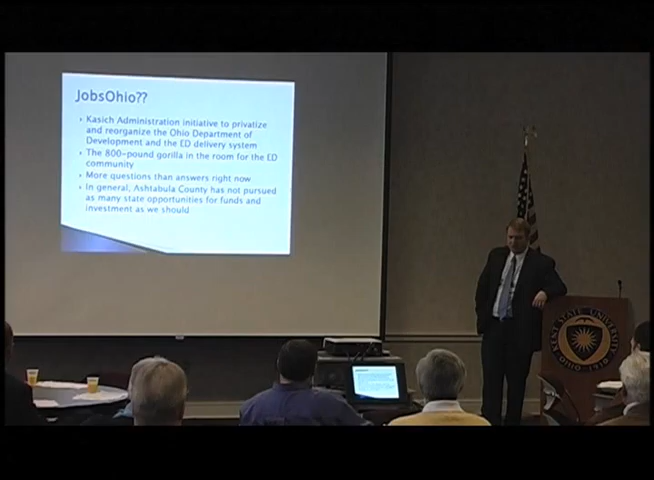 JobsOhio??
Kasich Administration initiative to privatize
and reorganize the Ohio Department of
Development and the ED delivery system
The 800-pound gorilla in the room for the ED
community
More questions than answers right now
In general, Ashtabula County has not pursued
as many state opportunities for funds and
investment as we should
KENT STATE UNIVERSITY
OHIO 1910